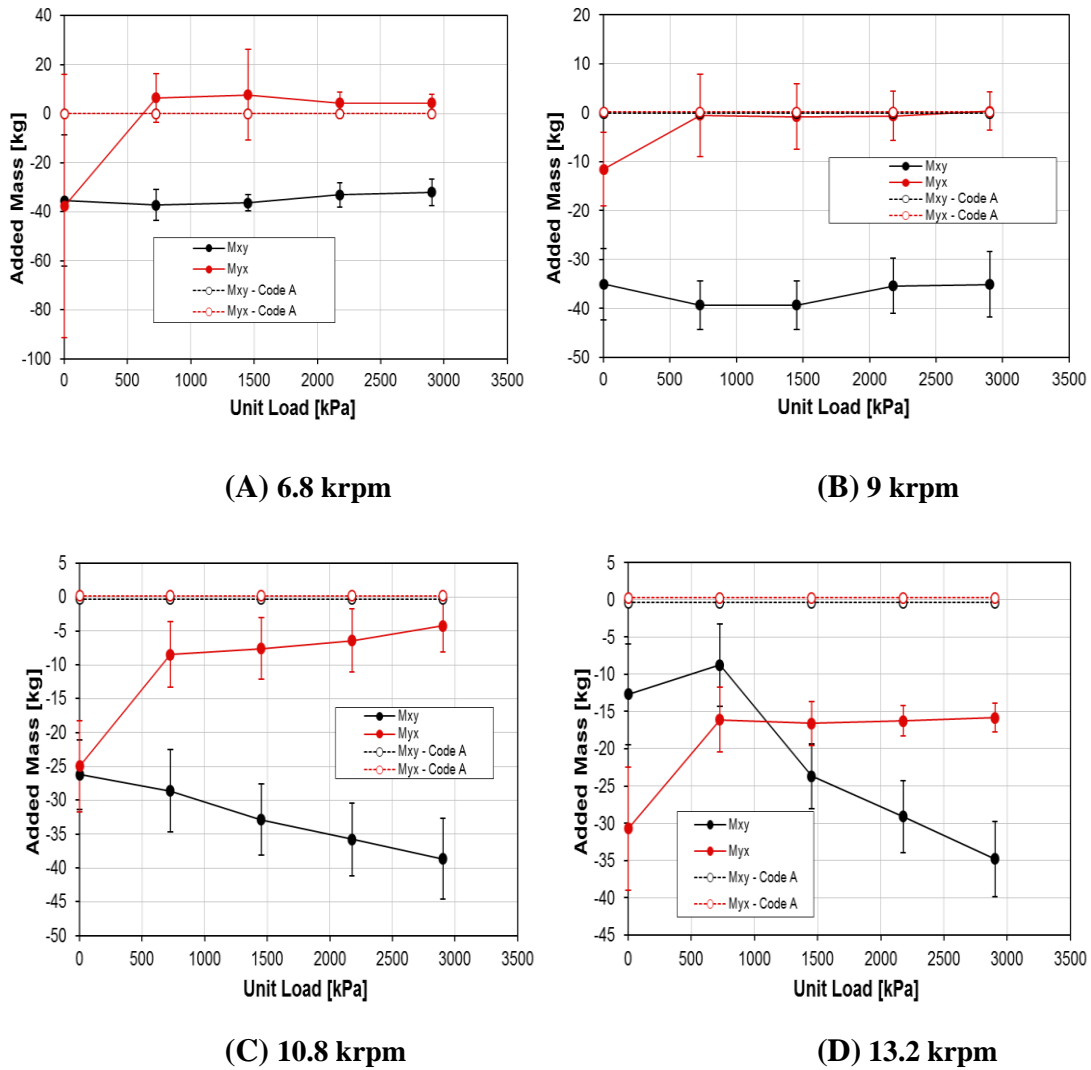 40
20
0
-20
-40
-60
-80
-100
Added Mass [kg]
Mxy
Myx
Mxy - Code A
Myx - Code A
0 500 1000 1500 2000 2500 3000 3500
Unit Load [kPa]
(A) 6.8 krpm
20
10
0
-10
-20
-30
-40
-50
Added Mass [kg]
Mxy
Myx
Mxy - Code A
Myx - Code A
0 500 1000 1500 2000 2500 3000 3500
Unit Load [kPa]
(B) 9 krpm
5
0
-5
-10
-15
-20
-25
-30
-35
-40
-45
-50
Added Mass [kg]
Mxy
Myx
Mxy - Code A
Myx - Code A
0 500 1000 1500 2000 2500 3000 3500
Unit Load [kPa]
(C) 10.8 krpm
5
0
-5
-10
-15
-20
-25
-30
-35
-40
-45
Added Mass [kg]
Mxy
Myx
Mxy - Code A
Myx - Code A
0 500 1000 1500 2000 2500 3000 3500
Unit Load [kPa]
(D) 13.2 krpm